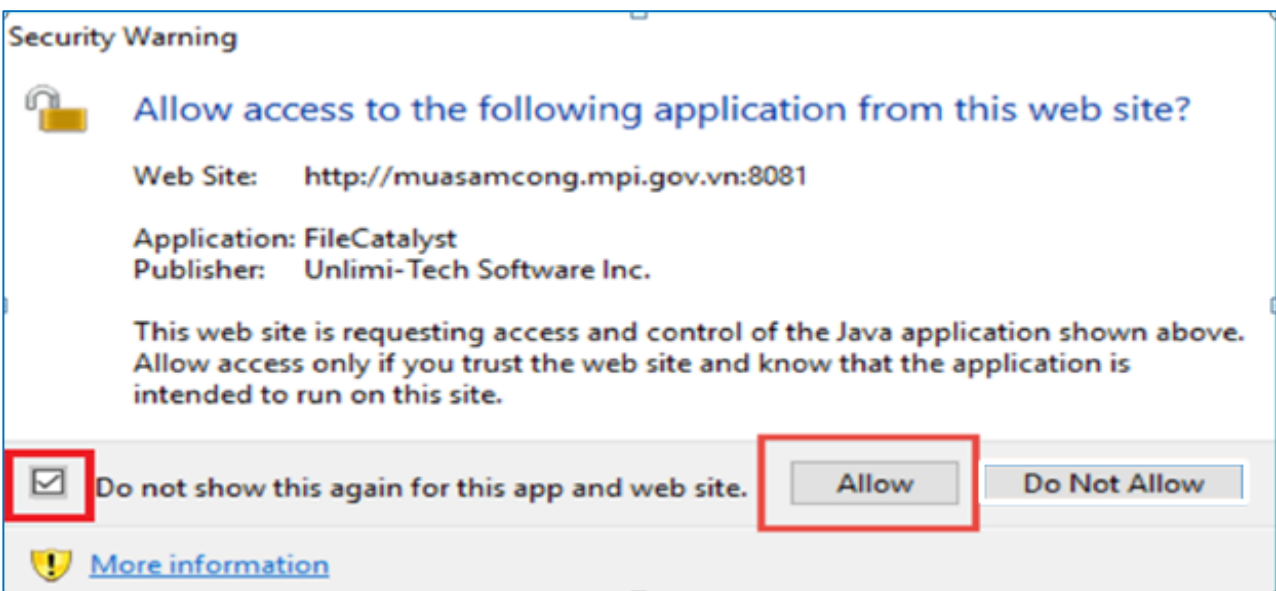 Security Warning
Allow access to the following application from this web site?
Web Site: http://muasamcong.mpi.gov.vn:8081
Application: FileCatalyst
Publisher: Unlimi-Tech Software Inc.
This web site is requesting access and control of the Java application shown above.
Allow access only if you trust the web site and know that the application is
intended to run on this site.
Do not show this again for this app and web site. Allow Do Not Allow
More information